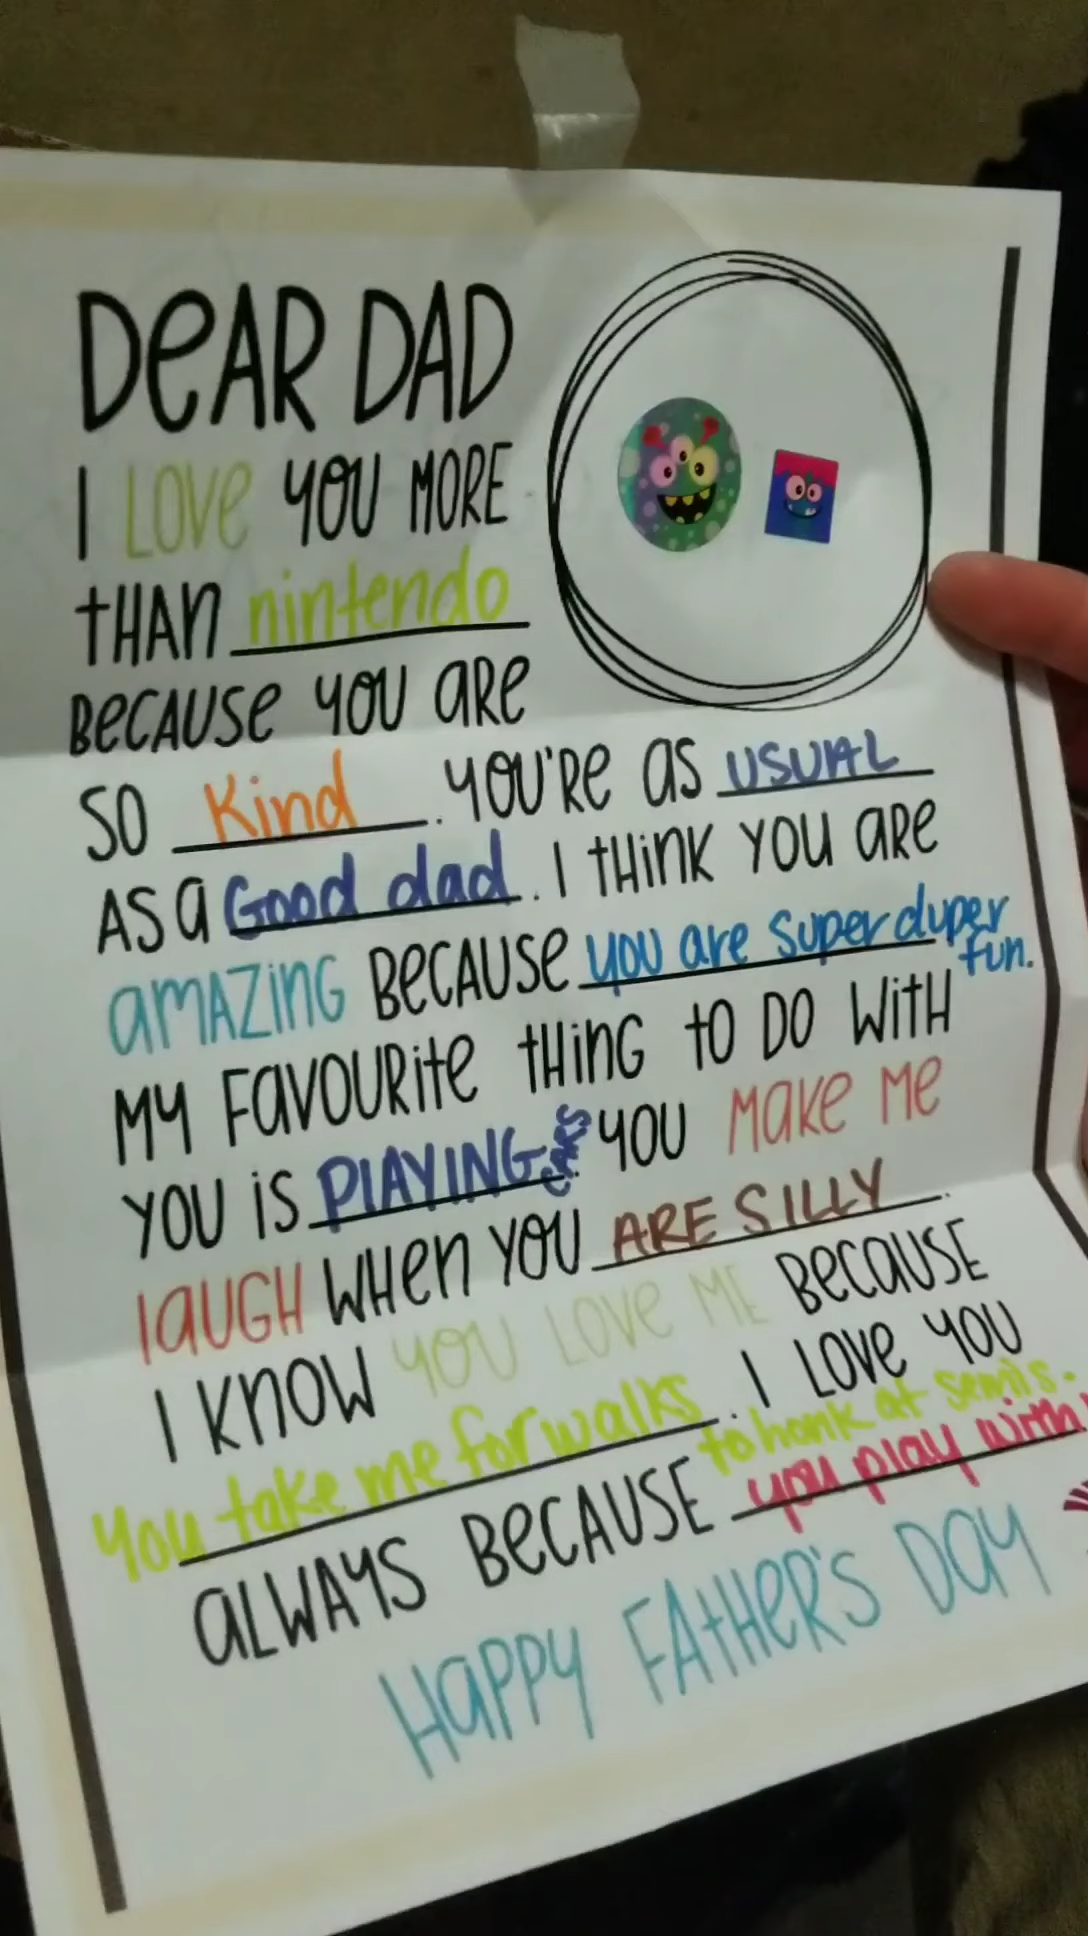 DeAR DAD
I LOVe YOU MORE
tHAn nintendo
BeCAUSe YOU aRe
SO Kind . YOU'Re aS USUAL
AS a Good dad . I tHinK YOU aRe
amAZinG BeCAUSe you are super duper
fun.
MY FavOURite tHinG tO DO WitH
YOU iS PlAYING CARS . YOU MaKe Me
laUGH WHen YOU ARE SILLY .
I KnOW YOU LOVe ME BeCaUSE
You take me for walks . I LOVe YOU
to honk at semis.
aLWAYS BeCAUSE you play with
HaPPY FAtHeR'S DaY